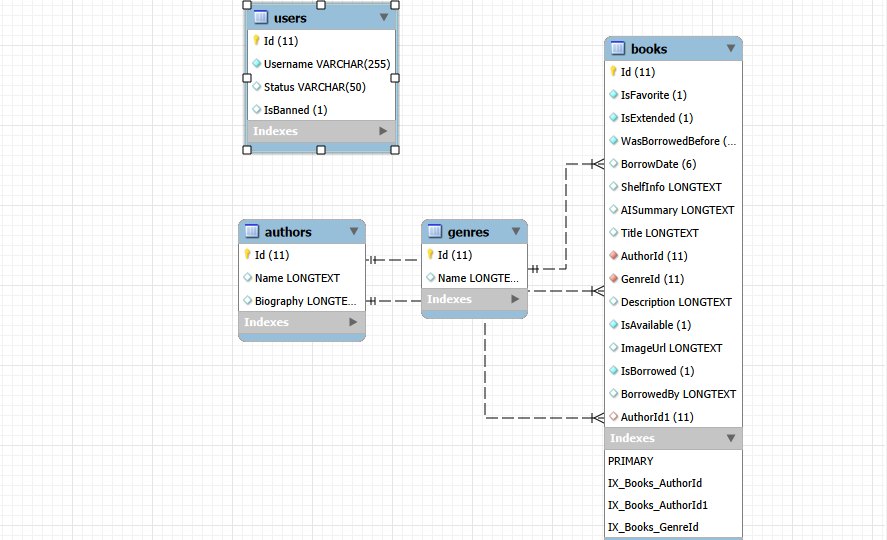 users
Id (11)
Username VARCHAR(255)
Status VARCHAR(50)
IsBanned (1)
Indexes
authors
Id (11)
Name LONGTEXT
Biography LONGTE...
Indexes
genres
Id (11)
Name LONGTE...
Indexes
books
Id (11)
IsFavorite (1)
IsExtended (1)
WasBorrowedBefore (...
BorrowDate (6)
ShelfInfo LONGTEXT
AISummary LONGTEXT
Title LONGTEXT
AuthorId (11)
GenreId (11)
Description LONGTEXT
IsAvailable (1)
ImageUrl LONGTEXT
IsBorrowed (1)
BorrowedBy LONGTEXT
AuthorId1 (11)
Indexes
PRIMARY
IX_Books_AuthorId
IX_Books_AuthorId1
IX_Books_GenreId